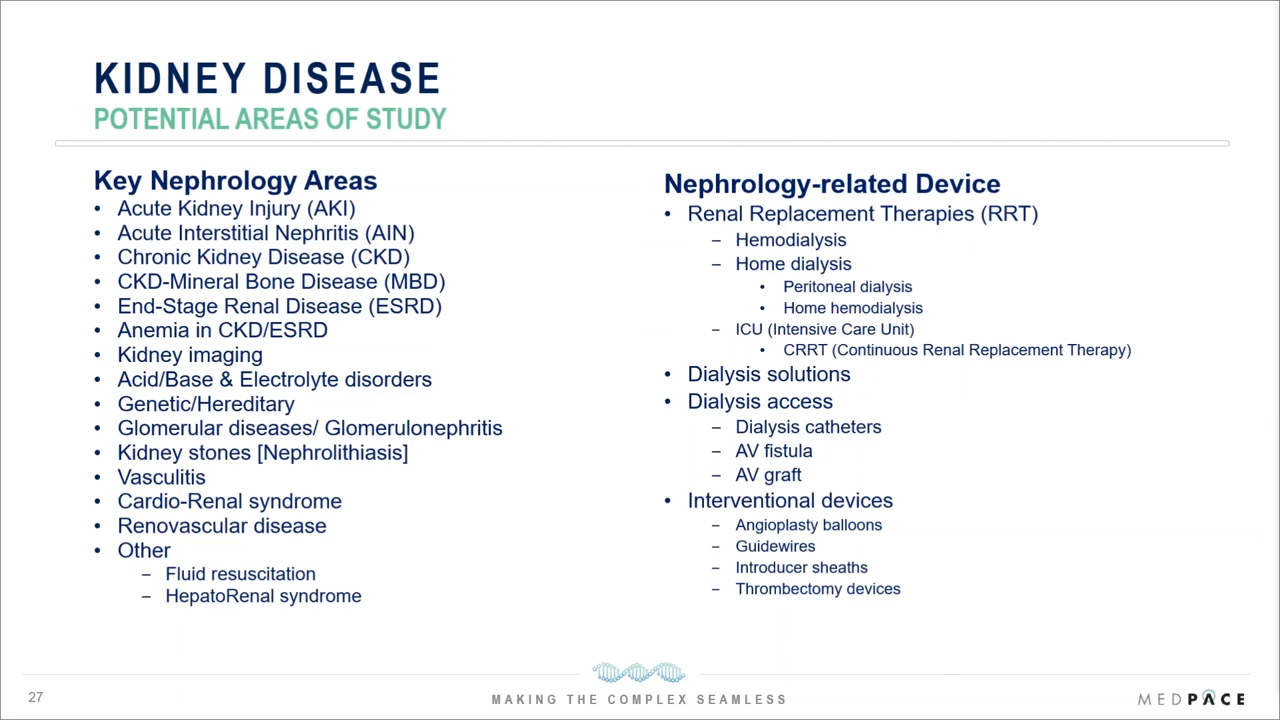 KIDNEY DISEASE
POTENTIAL AREAS OF STUDY
Key Nephrology Areas
• Acute Kidney Injury (AKI)
• Acute Interstitial Nephritis (AIN)
• Chronic Kidney Disease (CKD)
• CKD-Mineral Bone Disease (MBD)
• End-Stage Renal Disease (ESRD)
• Anemia in CKD/ESRD
• Kidney imaging
• Acid/Base & Electrolyte disorders
• Genetic/Hereditary
• Glomerular diseases/ Glomerulonephritis
• Kidney stones [Nephrolithiasis]
• Vasculitis
• Cardio-Renal syndrome
• Renovascular disease
• Other
– Fluid resuscitation
– HepatoRenal syndrome
Nephrology-related Device
• Renal Replacement Therapies (RRT)
– Hemodialysis
– Home dialysis
• Peritoneal dialysis
• Home hemodialysis
– ICU (Intensive Care Unit)
• CRRT (Continuous Renal Replacement Therapy)
• Dialysis solutions
• Dialysis access
– Dialysis catheters
– AV fistula
– AV graft
• Interventional devices
– Angioplasty balloons
– Guidewires
– Introducer sheaths
– Thrombectomy devices
27
MAKING THE COMPLEX SEAMLESS
MEDPACE